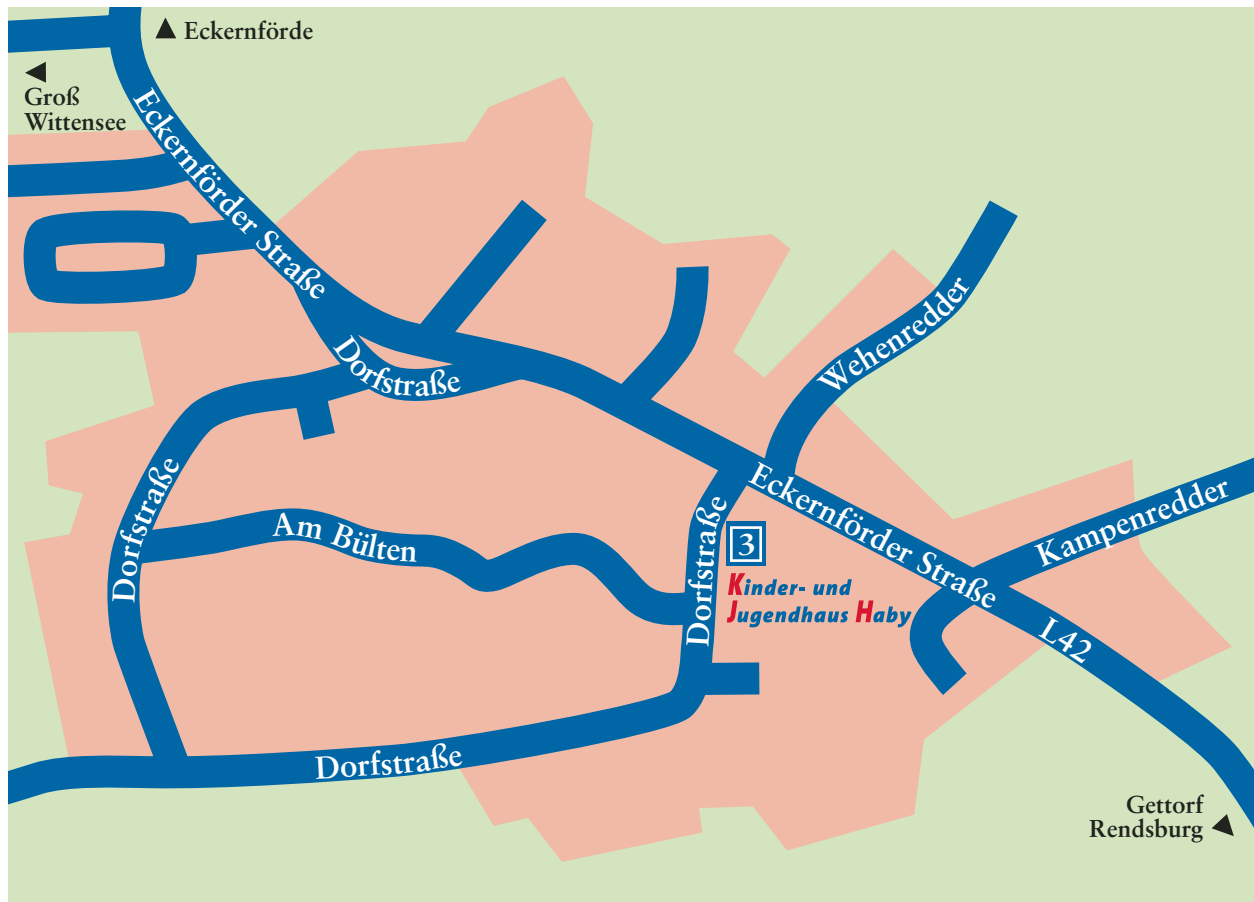 Eckernförde
Groß
Wittensee
Eckernförder Straße
Dorfstraße
Wehenredder
Dorfstraße
Am Bülten
Dorfstraße
3
Kinder- und
Jugendhaus Haby
Eckernförder Straße
Kampenredder
L42
Dorfstraße
Gettorf
Rendsburg